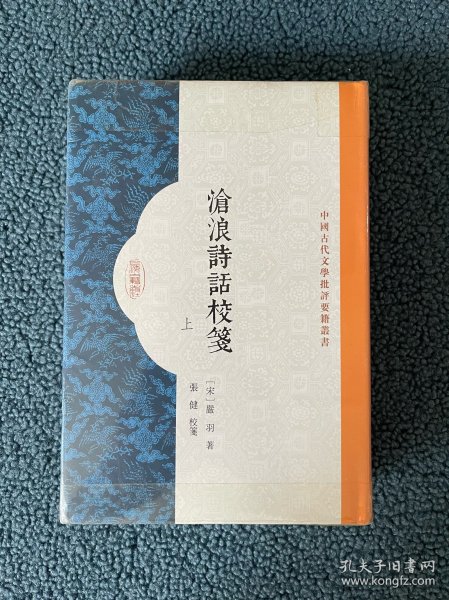 中國古代文學批評要籍叢書
滄浪詩話校箋
上
〔宋〕嚴羽 著
張健 校箋
孔夫子旧书网
www.kongfz.com